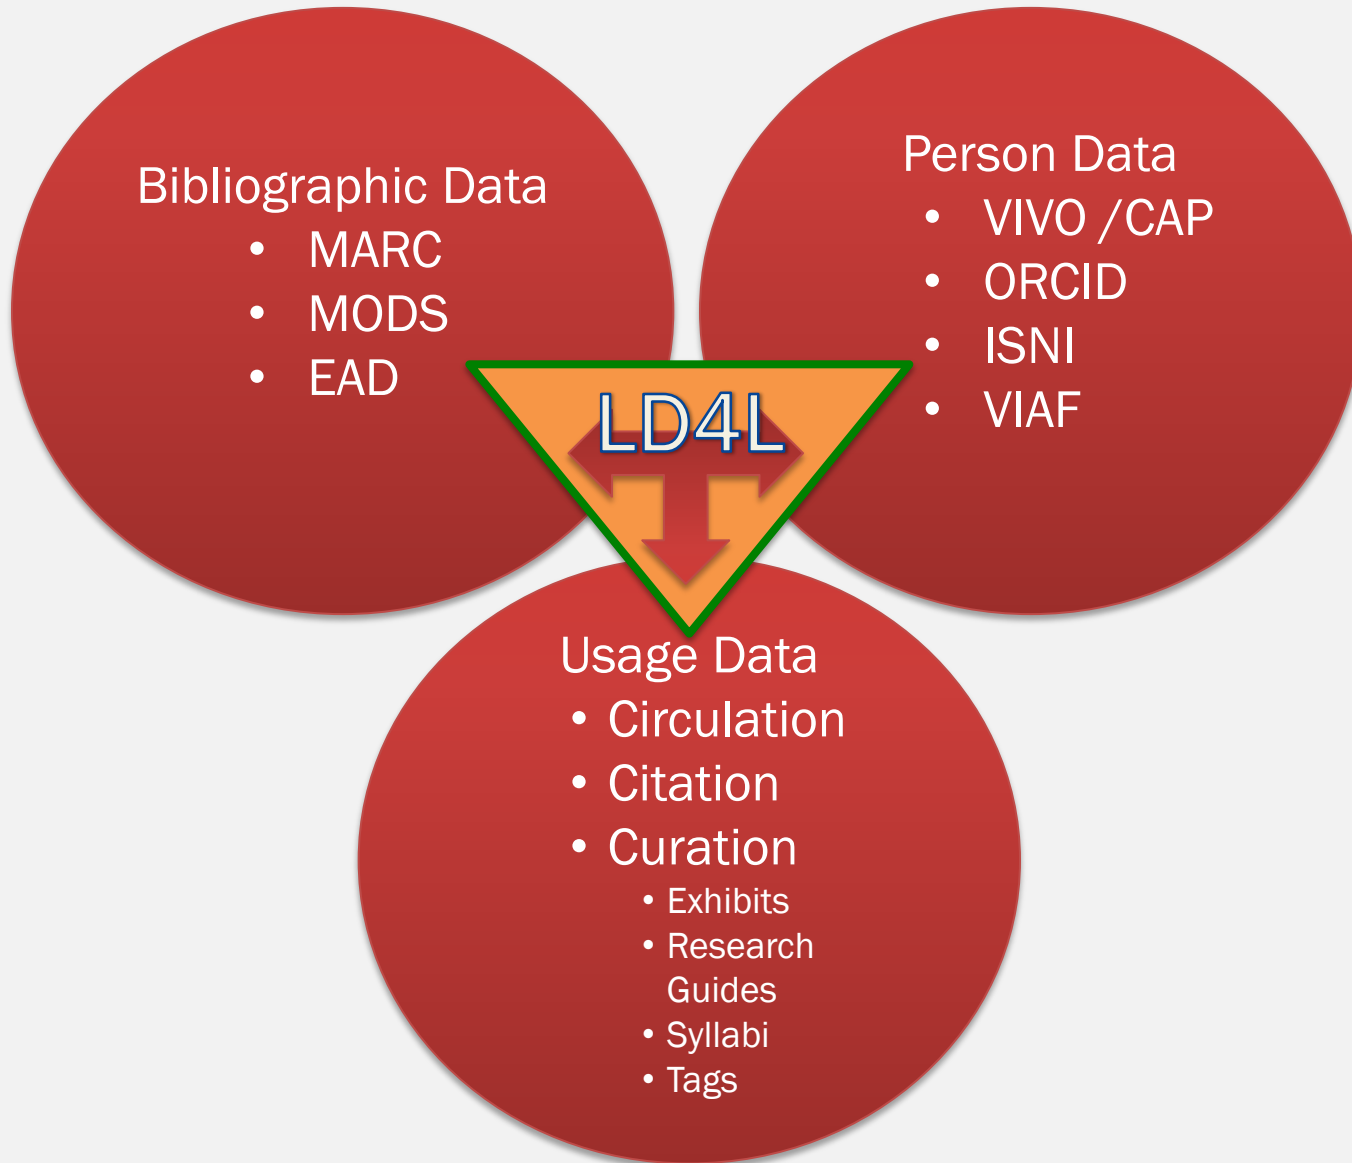 Bibliographic Data
• MARC
• MODS
• EAD
Person Data
• VIVO /CAP
• ORCID
• ISNI
• VIAF
LD4L
Usage Data
• Circulation
• Citation
• Curation
• Exhibits
• Research
Guides
• Syllabi
• Tags